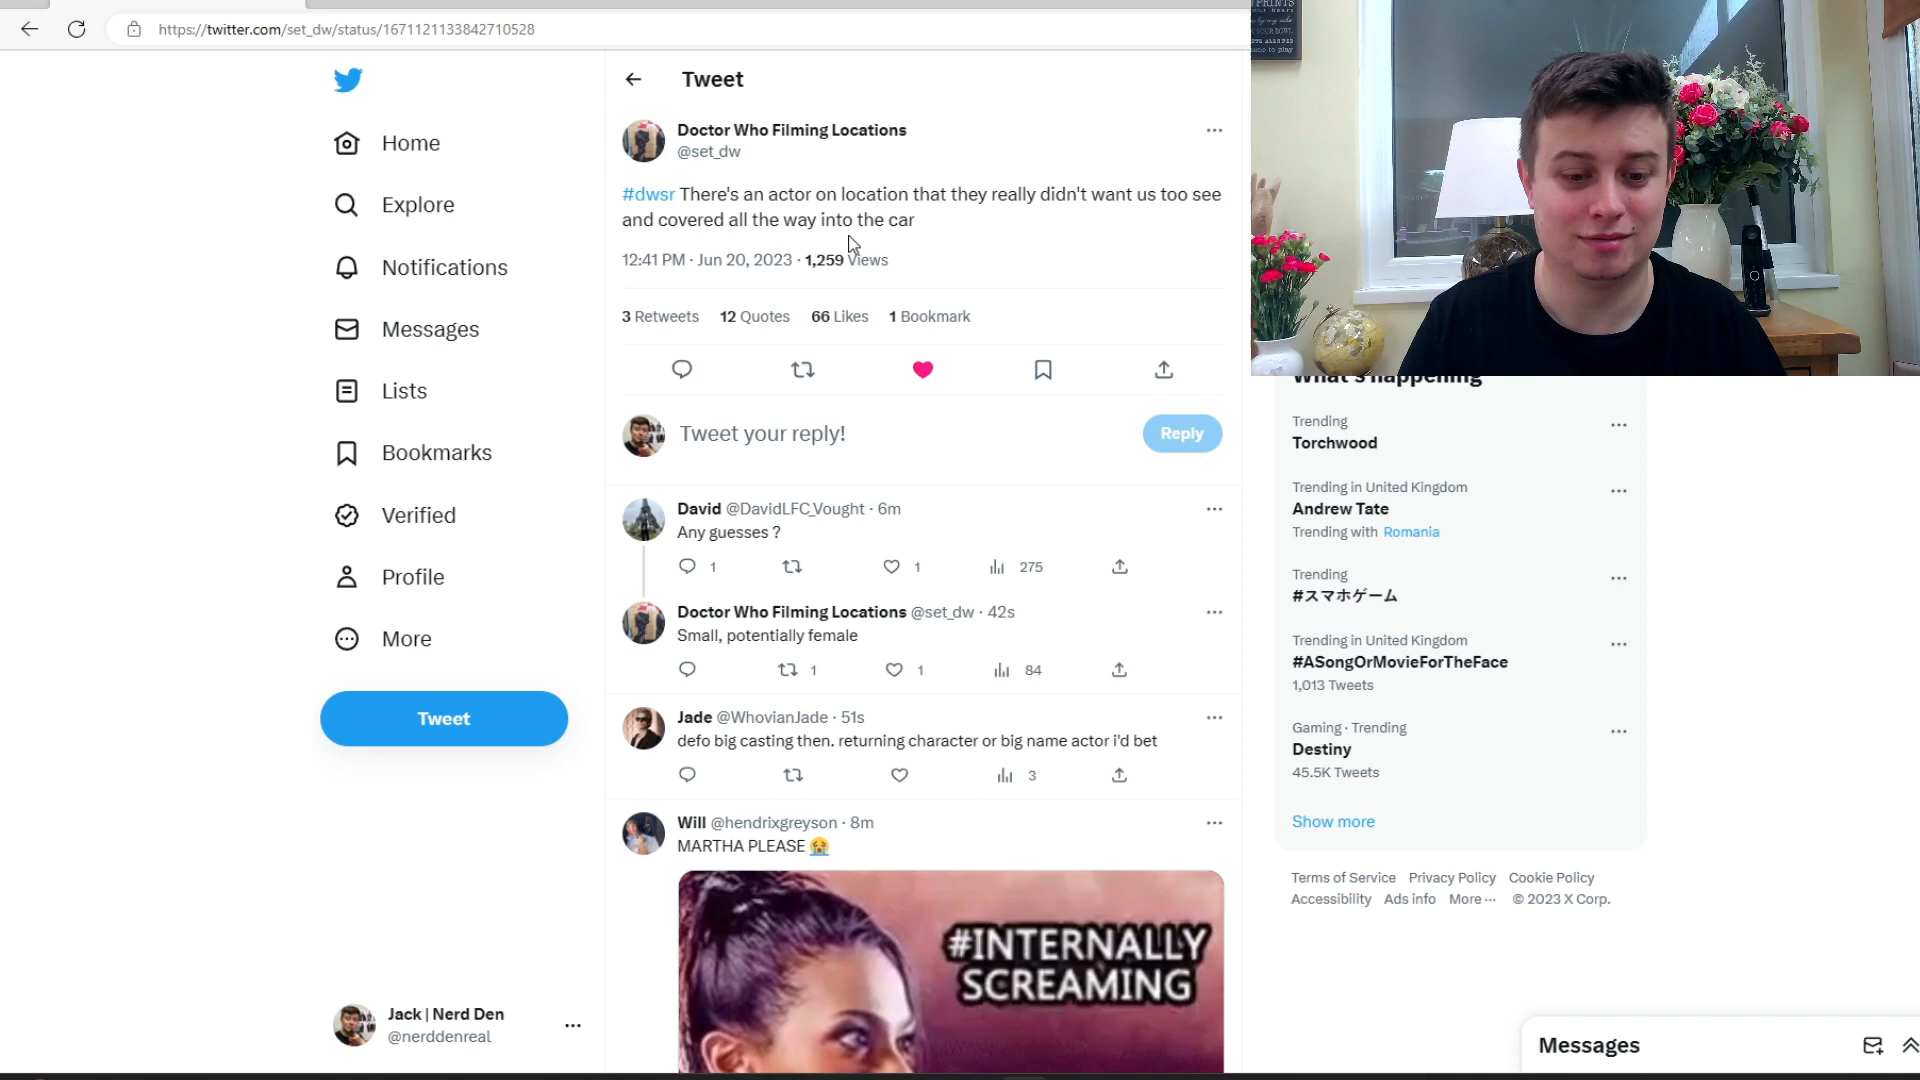 https://twitter.com/set_dw/status/1671121133842710528
Home
Explore
Notifications
Messages
Lists
Bookmarks
Verified
Profile
More
Tweet
Jack | Nerd Den
@nerddenreal
Tweet
Doctor Who Filming Locations
@set_dw
#dwsr There's an actor on location that they really didn't want us too see
and covered all the way into the car
12:41 PM · Jun 20, 2023 · 1,259 Views
3 Retweets 12 Quotes 66 Likes 1 Bookmark
Tweet your reply!
Reply
David @DavidLFC_Vought · 6m
Any guesses ?
1 1 275
Doctor Who Filming Locations @set_dw · 42s
Small, potentially female
1 1 84
Jade @WhovianJade · 51s
defo big casting then. returning character or big name actor i'd bet
3
Will @hendrixgreyson · 8m
MARTHA PLEASE 😭
#INTERNALLY
SCREAMING
What's happening
Trending
Torchwood
Trending in United Kingdom
Andrew Tate
Trending with Romania
Trending
#スマホゲーム
Trending in United Kingdom
#ASongOrMovieForTheFace
1,013 Tweets
Gaming · Trending
Destiny
45.5K Tweets
Show more
Terms of Service Privacy Policy Cookie Policy
Accessibility Ads info More ··· © 2023 X Corp.
Messages